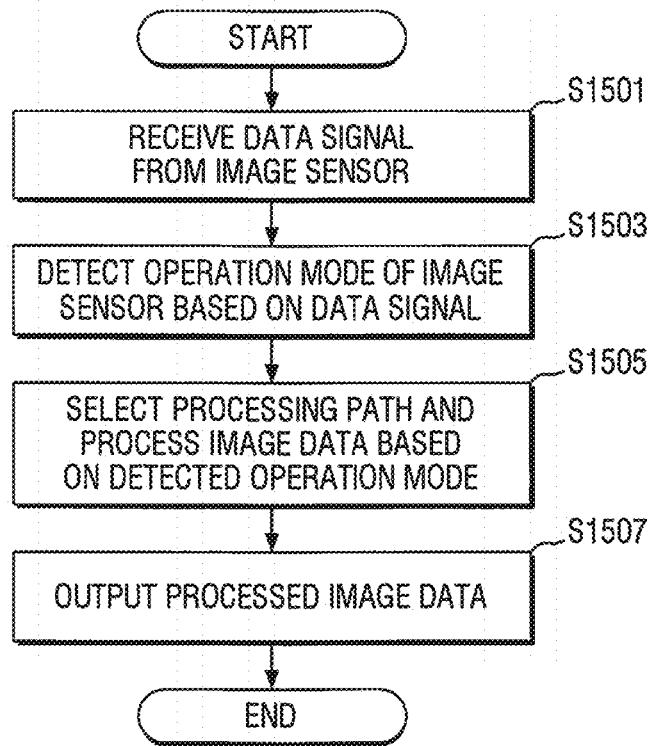 START
S1501
RECEIVE DATA SIGNAL
FROM IMAGE SENSOR
S1503
DETECT OPERATION MODE OF IMAGE
SENSOR BASED ON DATA SIGNAL
S1505
SELECT PROCESSING PATH AND
PROCESS IMAGE DATA BASED
ON DETECTED OPERATION MODE
S1507
OUTPUT PROCESSED IMAGE DATA
END